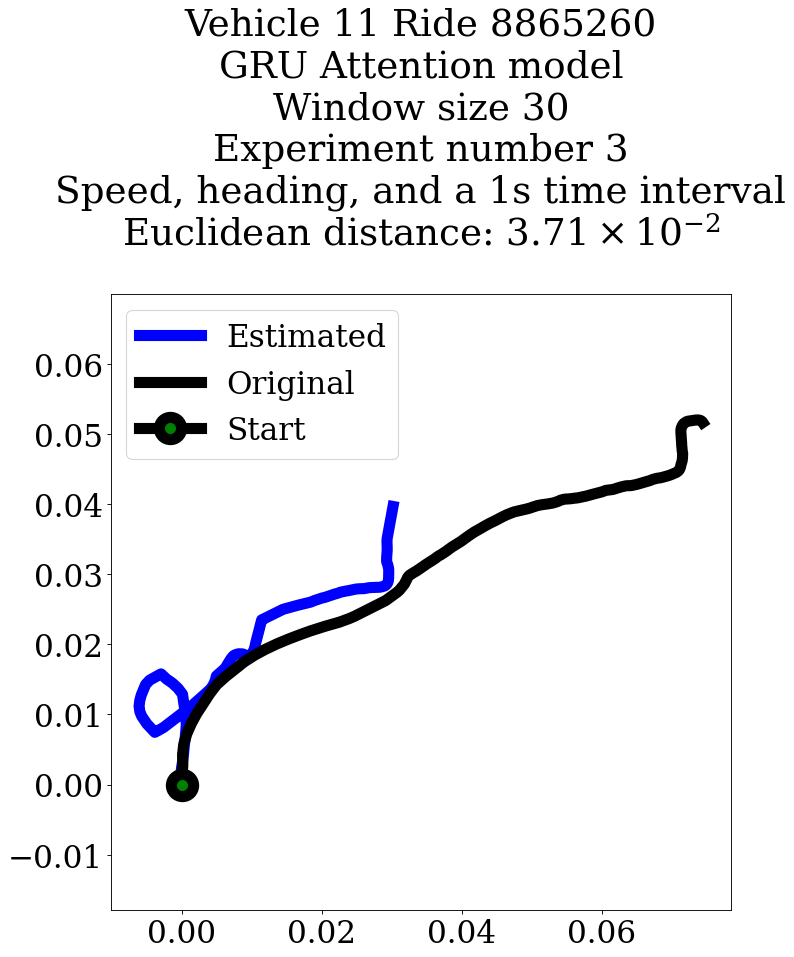 Vehicle 11 Ride 8865260
GRU Attention model
Window size 30
Experiment number 3
Speed, heading, and a 1s time interval
Euclidean distance: 3.71 × 10⁻²
Estimated
Original
Start
0.06
0.05
0.04
0.03
0.02
0.01
0.00
−0.01
0.00 0.02 0.04 0.06